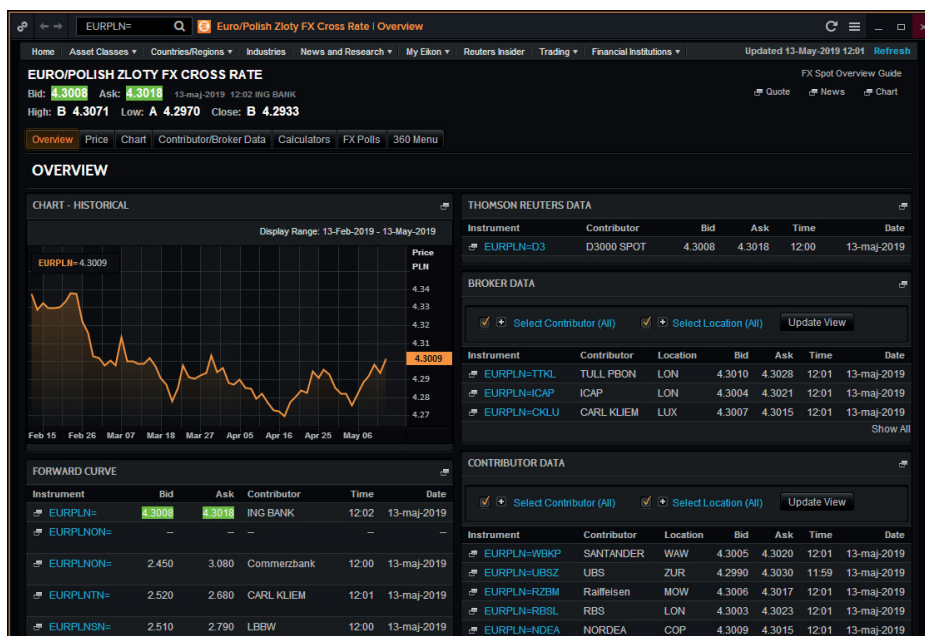 EURPLN=
Euro/Polish Zloty FX Cross Rate | Overview
Home Asset Classes Countries/Regions Industries News and Research My Eikon Reuters Insider Trading Financial Institutions Updated 13-May-2019 12:01 Refresh
EURO/POLISH ZLOTY FX CROSS RATE
FX Spot Overview Guide
Bid: 4.3008 Ask: 4.3018 13-maj-2019 12:02 ING BANK
Quote News Chart
High: B 4.3071 Low: A 4.2970 Close: B 4.2933
Overview Price Chart Contributor/Broker Data Calculators FX Polls 360 Menu
OVERVIEW
CHART - HISTORICAL
Display Range: 13-Feb-2019 - 13-May-2019
Price
PLN
EURPLN= 4.3009
4.34
4.33
4.32
4.31
4.3009
4.29
4.28
4.27
Feb 15 Feb 26 Mar 07 Mar 18 Mar 27 Apr 05 Apr 16 Apr 25 May 06
FORWARD CURVE
Instrument Bid Ask Contributor Time Date
EURPLN= 4.3008 4.3018 ING BANK 12:02 13-maj-2019
EURPLNON= -- -- -- -- --
EURPLNON= 2.450 3.080 Commerzbank 12:00 13-maj-2019
EURPLNTN= 2.520 2.680 CARL KLIEM 12:01 13-maj-2019
EURPLNSN= 2.510 2.790 LBBW 12:00 13-maj-2019
THOMSON REUTERS DATA
Instrument Contributor Bid Ask Time Date
EURPLN=D3 D3000 SPOT 4.3008 4.3018 12:00 13-maj-2019
BROKER DATA
Select Contributor (All) Select Location (All) Update View
Instrument Contributor Location Bid Ask Time Date
EURPLN=TTKL TULL PBON LON 4.3010 4.3028 12:01 13-maj-2019
EURPLN=ICAP ICAP LON 4.3004 4.3021 12:01 13-maj-2019
EURPLN=CKLU CARL KLIEM LUX 4.3007 4.3015 12:01 13-maj-2019
Show All
CONTRIBUTOR DATA
Select Contributor (All) Select Location (All) Update View
Instrument Contributor Location Bid Ask Time Date
EURPLN=WBKP SANTANDER WAW 4.3005 4.3020 12:01 13-maj-2019
EURPLN=UBSZ UBS ZUR 4.2990 4.3030 11:59 13-maj-2019
EURPLN=RZBM Raiffeisen MOW 4.3006 4.3017 12:01 13-maj-2019
EURPLN=RBSL RBS LON 4.3003 4.3023 12:01 13-maj-2019
EURPLN=NDEA NORDEA COP 4.3009 4.3015 12:01 13-maj-2019